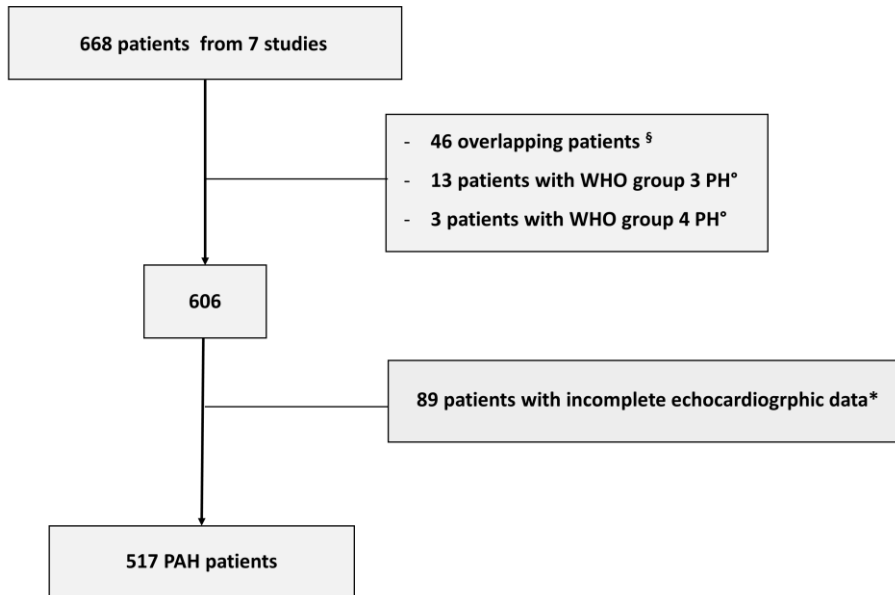 668 patients from 7 studies
- 46 overlapping patients §
- 13 patients with WHO group 3 PH°
- 3 patients with WHO group 4 PH°
606
89 patients with incomplete echocardiogrphic data*
517 PAH patients